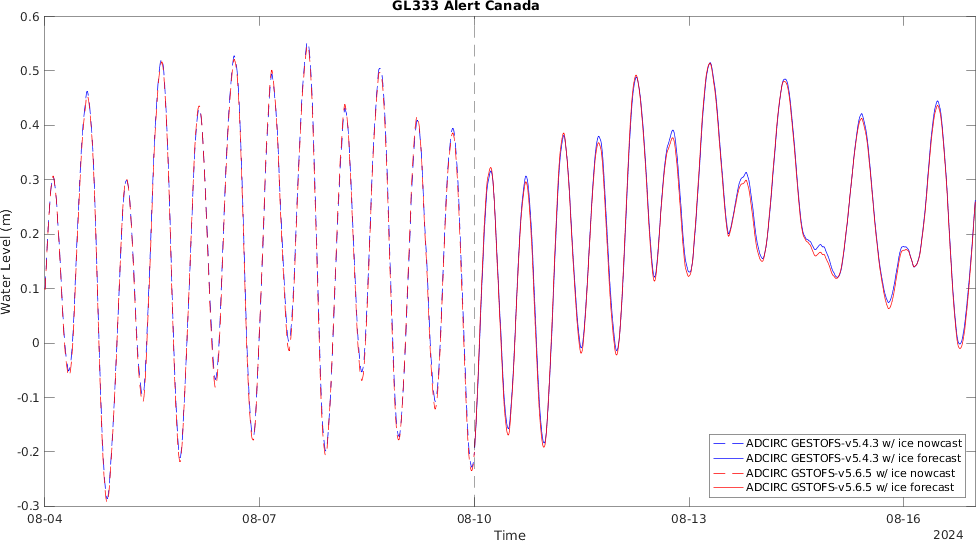 GL333 Alert Canada
Water Level (m)
0.6
0.5
0.4
0.3
0.2
0.1
0
-0.1
-0.2
-0.3
08-04
08-07
08-10
08-13
08-16
Time
2024
ADCIRC GESTOFS-v5.4.3 w/ ice nowcast
ADCIRC GESTOFS-v5.4.3 w/ ice forecast
ADCIRC GSTOFS-v5.6.5 w/ ice nowcast
ADCIRC GSTOFS-v5.6.5 w/ ice forecast